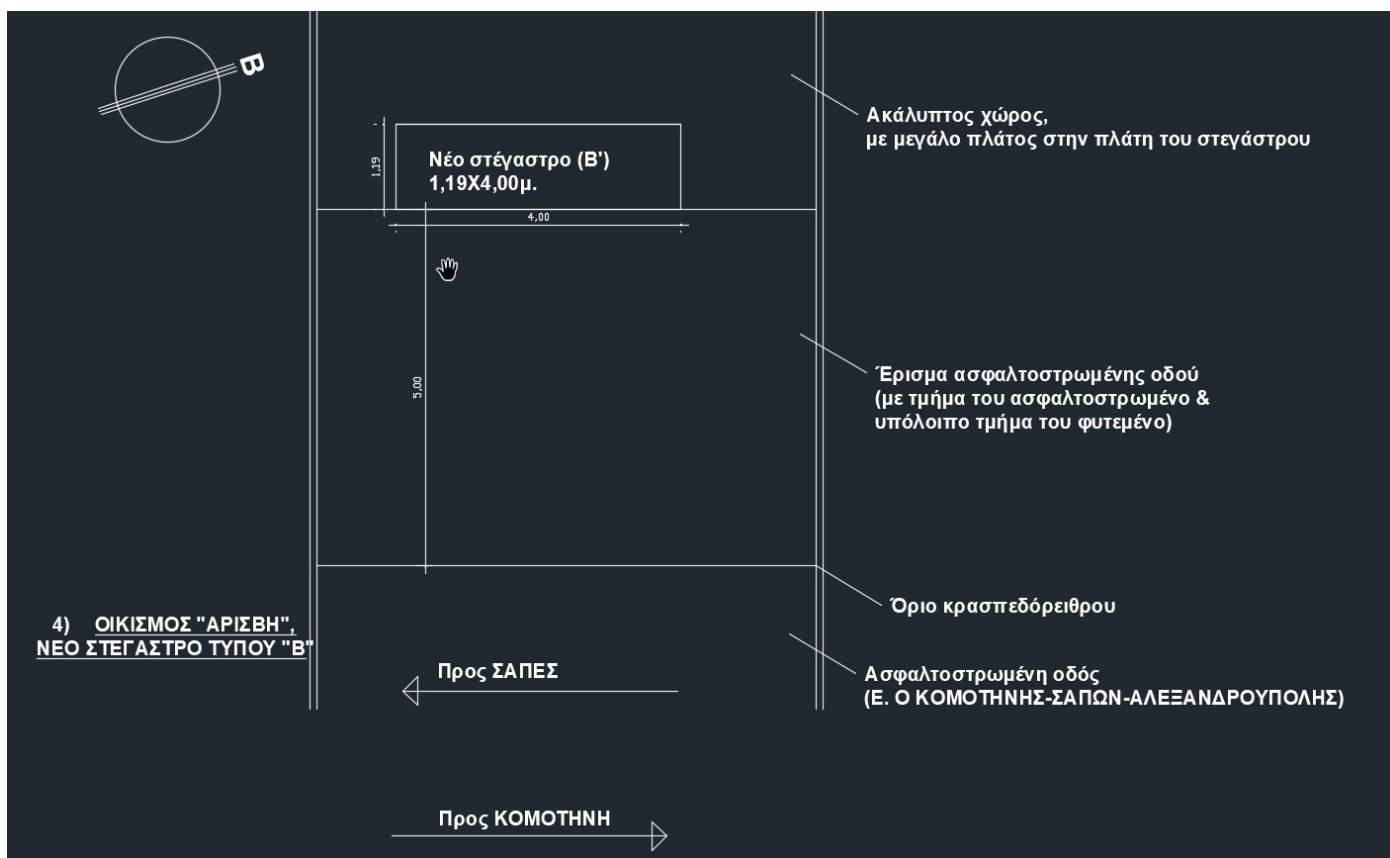 Β
Ακάλυπτος χώρος,
με μεγάλο πλάτος στην πλάτη του στεγάστρου
Νέο στέγαστρο (Β')
1,19Χ4,00μ.
1,19
4,00
5,00
Έρισμα ασφαλτοστρωμένης οδού
(με τμήμα του ασφαλτοστρωμένο &
υπόλοιπο τμήμα του φυτεμένο)
Όριο κρασπεδόρειθρου
4) ΟΙΚΙΣΜΟΣ "ΑΡΙΣΒΗ",
ΝΕΟ ΣΤΕΓΑΣΤΡΟ ΤΥΠΟΥ "Β"
Προς ΣΑΠΕΣ
Ασφαλτοστρωμένη οδός
(Ε. Ο ΚΟΜΟΤΗΝΗΣ-ΣΑΠΩΝ-ΑΛΕΞΑΝΔΡΟΥΠΟΛΗΣ)
Προς ΚΟΜΟΤΗΝΗ